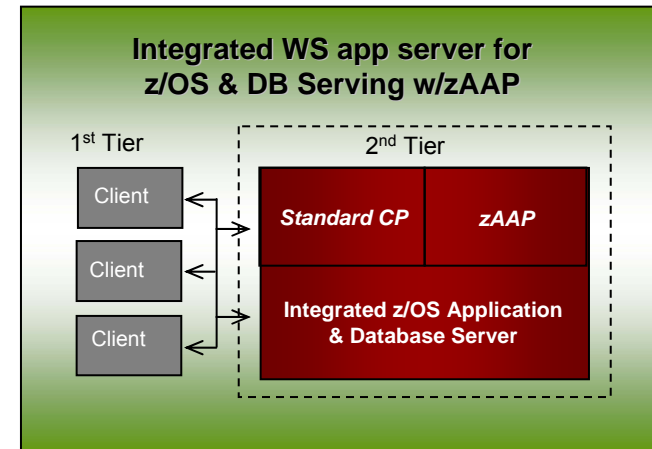 Integrated WS app server for
z/OS & DB Serving w/zAAP
1st Tier
2nd Tier
Client
Standard CP
zAAP
Client
Integrated z/OS Application
& Database Server
Client